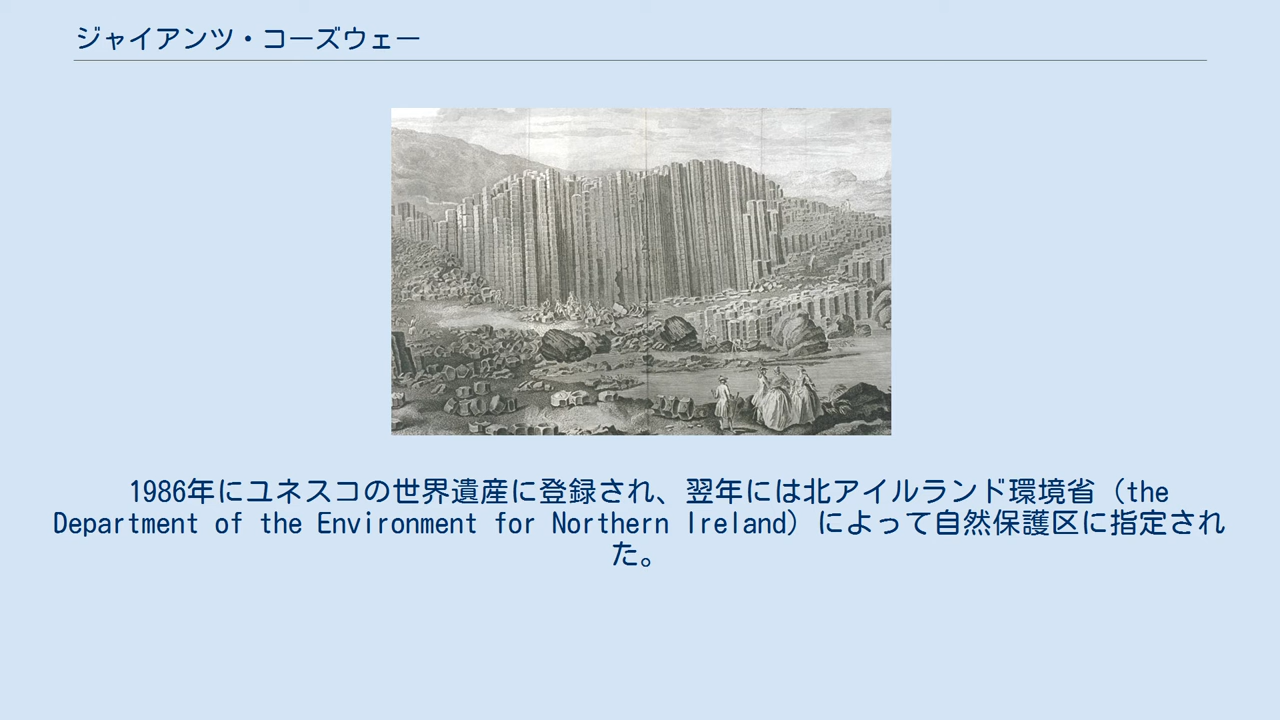 ジャイアンツ・コーズウェー
1986年にユネスコの世界遺産に登録され、翌年には北アイルランド環境省（the
Department of the Environment for Northern Ireland）によって自然保護区に指定され
た。